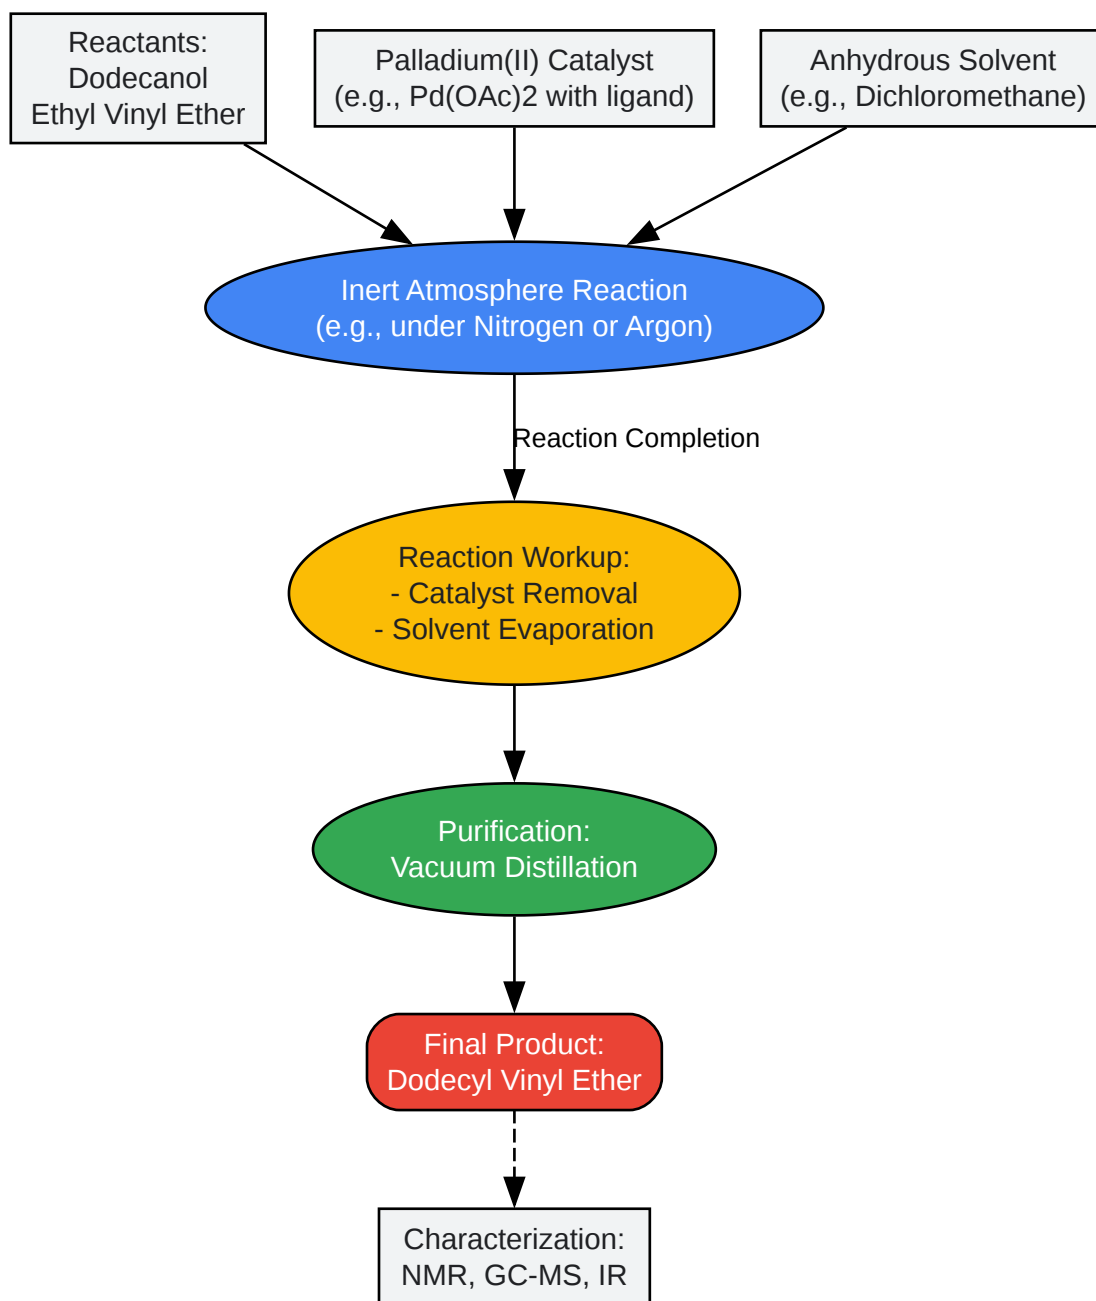 Reactants:
Dodecanol
Ethyl Vinyl Ether
Palladium(II) Catalyst
(e.g., Pd(OAc)2 with ligand)
Anhydrous Solvent
(e.g., Dichloromethane)
Inert Atmosphere Reaction
(e.g., under Nitrogen or Argon)
Reaction Completion
Reaction Workup:
- Catalyst Removal
- Solvent Evaporation
Purification:
Vacuum Distillation
Final Product:
Dodecyl Vinyl Ether
Characterization:
NMR, GC-MS, IR